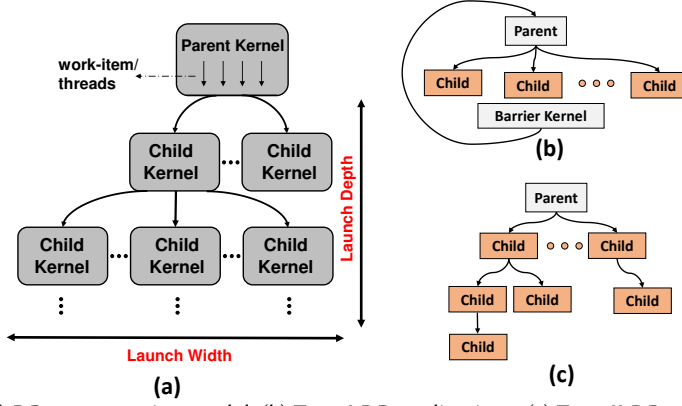 Parent Kernel
work-item/
threads
Child
Kernel
Child
Kernel
Child
Kernel
Child
Kernel
Child
Kernel
Launch Depth
Launch Width
(a)
Parent
Child
Child
Child
Barrier Kernel
(b)
Parent
Child
Child
Child
Child
Child
Child
(c)